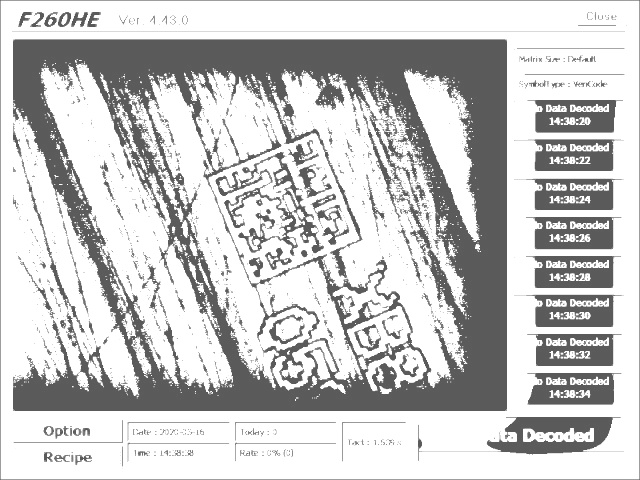 F260HE Ver: 4.43.0 Close
Matrix Size : Default
SymbolType : VeriCode
o Data Decoded
14:38:20
o Data Decoded
14:38:22
o Data Decoded
14:38:24
o Data Decoded
14:38:26
o Data Decoded
14:38:28
o Data Decoded
14:38:30
o Data Decoded
14:38:32
o Data Decoded
14:38:34
Option
Recipe
Date : 2020-06-16
Time : 14:38:38
Today : 0
Rate : 0% (0)
Tact : 1.509 s
ata Decoded